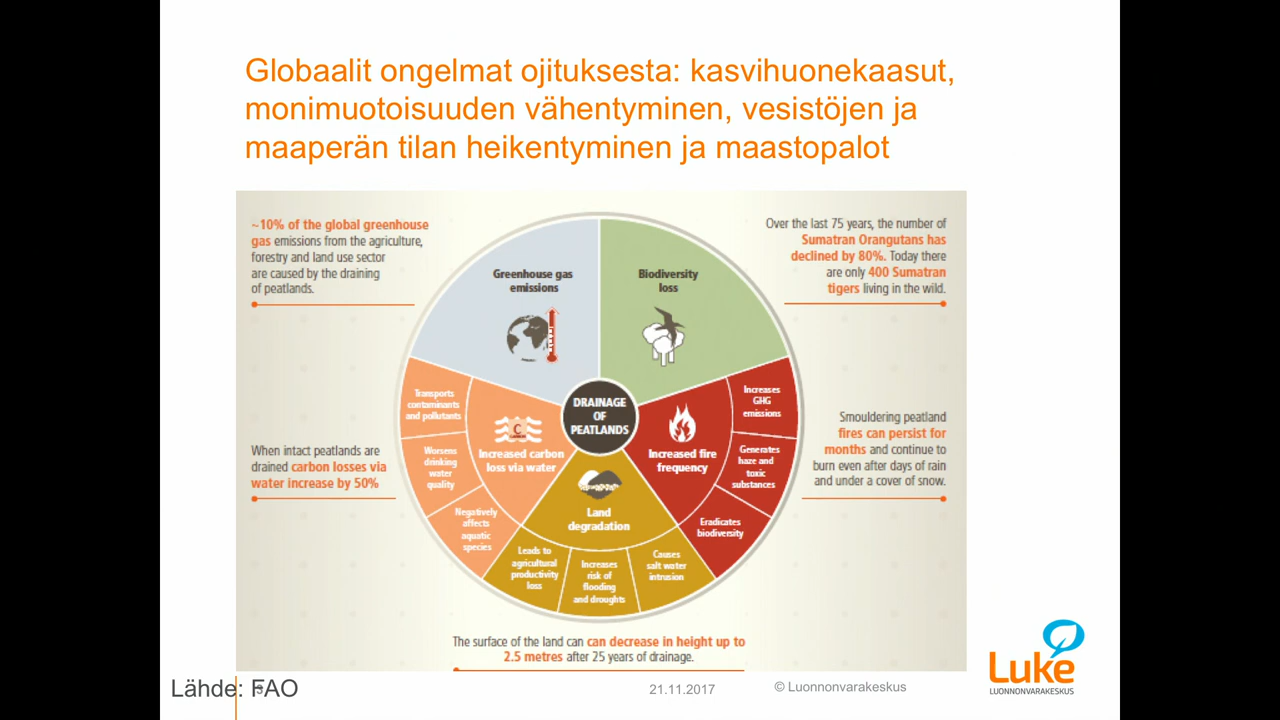 Globaalit ongelmat ojituksesta: kasvihuonekaasut,
monimuotoisuuden vähentyminen, vesistöjen ja
maaperän tilan heikentyminen ja maastopalot
~10% of the global greenhouse
gas emissions from the agriculture,
forestry and land use sector
are caused by the draining
of peatlands.
Over the last 75 years, the number of
Sumatran Orangutans has
declined by 80%. Today there
are only 400 Sumatran
tigers living in the wild.
Greenhouse gas
emissions
Biodiversity
loss
DRAINAGE
OF
PEATLANDS
Transports
contaminants
and pollutants
Worsens
drinking
water
quality
Negatively
affects
aquatic
species
C
Increased carbon
loss via water
Increased fire
frequency
Increases
GHG
emissions
Generates
haze and
toxic
substances
Eradicates
biodiversity
Land
degradation
Leads to
agricultural
productivity
loss
Increases
risk of
flooding
and droughts
Causes
salt water
intrusion
When intact peatlands are
drained carbon losses via
water increase by 50%
Smouldering peatland
fires can persist for
months and continue to
burn even after days of rain
and under a cover of snow.
The surface of the land can can decrease in height up to
2.5 metres after 25 years of drainage.
Lähde: FAO
21.11.2017
© Luonnonvarakeskus
Luke
LUONNONVARAKESKUS